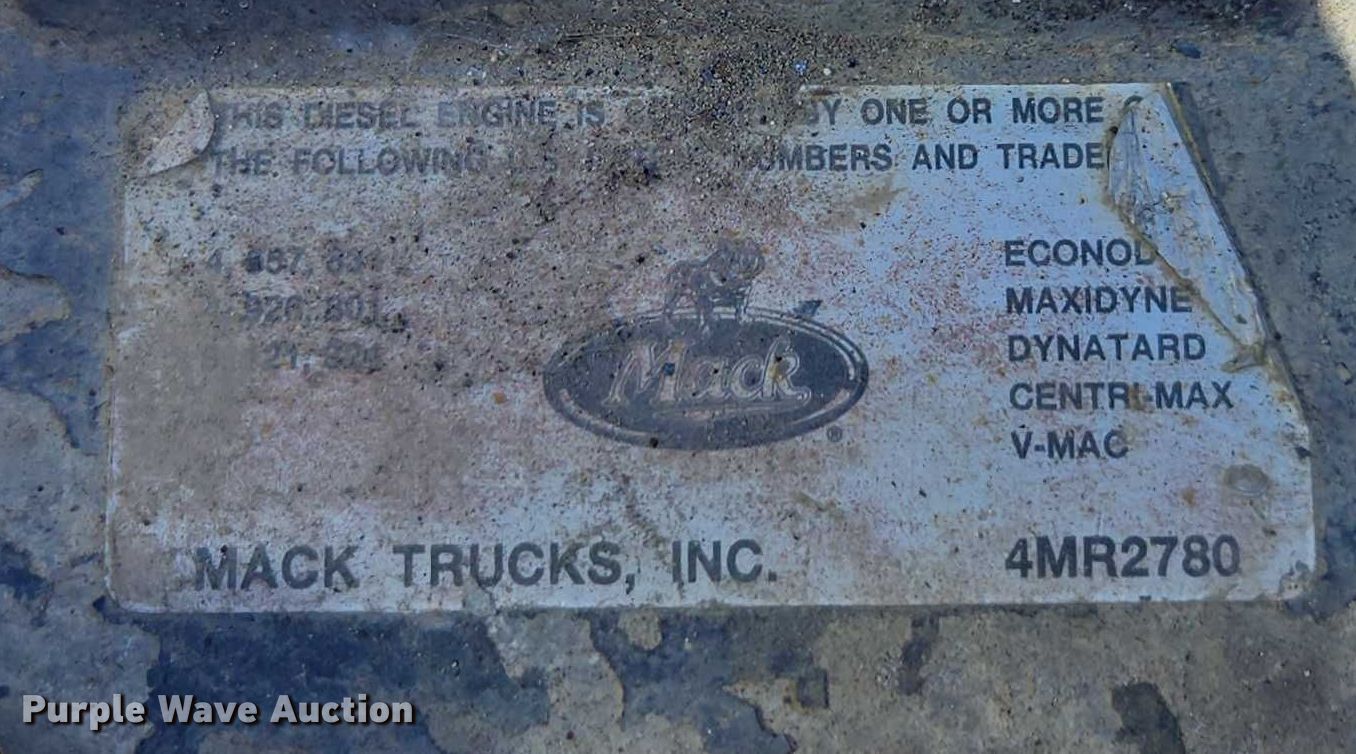 THIS DIESEL ENGINE IS BY ONE OR MORE
THE FOLLOWING U.S. NUMBERS AND TRADE
ECONOD
MAXIDYNE
DYNATARD
CENTRI-MAX
V-MAC
Mack
®
MACK TRUCKS, INC.
4MR2780
Purple Wave Auction